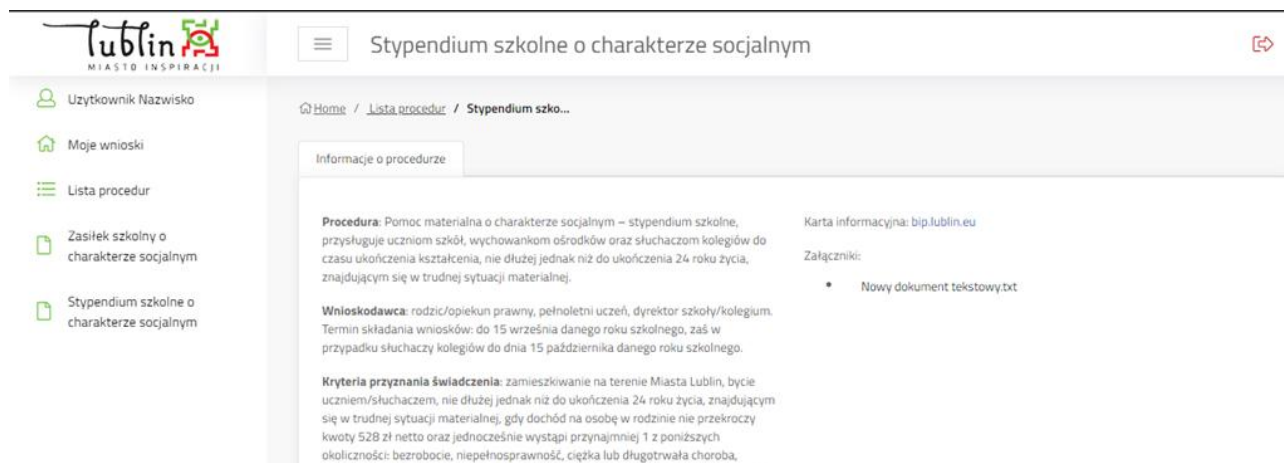 lublin
MIASTO INSPIRACJI
Stypendium szkolne o charakterze socjalnym
Uzytkownik Nazwisko
Moje wnioski
Lista procedur
Zasiłek szkolny o
charakterze socjalnym
Stypendium szkolne o
charakterze socjalnym
Home / Lista procedur / Stypendium szko...
Informacje o procedurze
Procedura: Pomoc materialna o charakterze socjalnym – stypendium szkolne,
przysługuje uczniom szkół, wychowankom ośrodków oraz słuchaczom kolegiów do
czasu ukończenia kształcenia, nie dłużej jednak niż do ukończenia 24 roku życia,
znajdującym się w trudnej sytuacji materialnej.
Wnioskodawca: rodzic/opiekun prawny, pełnoletni uczeń, dyrektor szkoły/kolegium.
Termin składania wniosków: do 15 września danego roku szkolnego, zaś w
przypadku słuchaczy kolegiów do dnia 15 października danego roku szkolnego.
Kryteria przyznania świadczenia: zamieszkiwanie na terenie Miasta Lublin, bycie
uczniem/słuchaczem, nie dłużej jednak niż do ukończenia 24 roku życia, znajdującym
się w trudnej sytuacji materialnej, gdy dochód na osobę w rodzinie nie przekroczy
kwoty 528 zł netto oraz jednocześnie wystąpi przynajmniej 1 z poniższych
okoliczności: bezrobocie, niepełnosprawność, ciężka lub długotrwała choroba,
Karta informacyjna: bip.lublin.eu
Załączniki:
• Nowy dokument tekstowy.txt